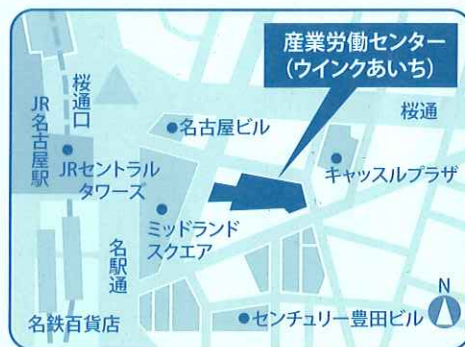 産業労働センター
(ウインクあいち)
桜通口
桜通
名古屋ビル
JR名古屋駅
JRセントラル
タワーズ
キャッスルプラザ
ミッドランド
スクエア
名駅通
名鉄百貨店
センチュリー豊田ビル
N